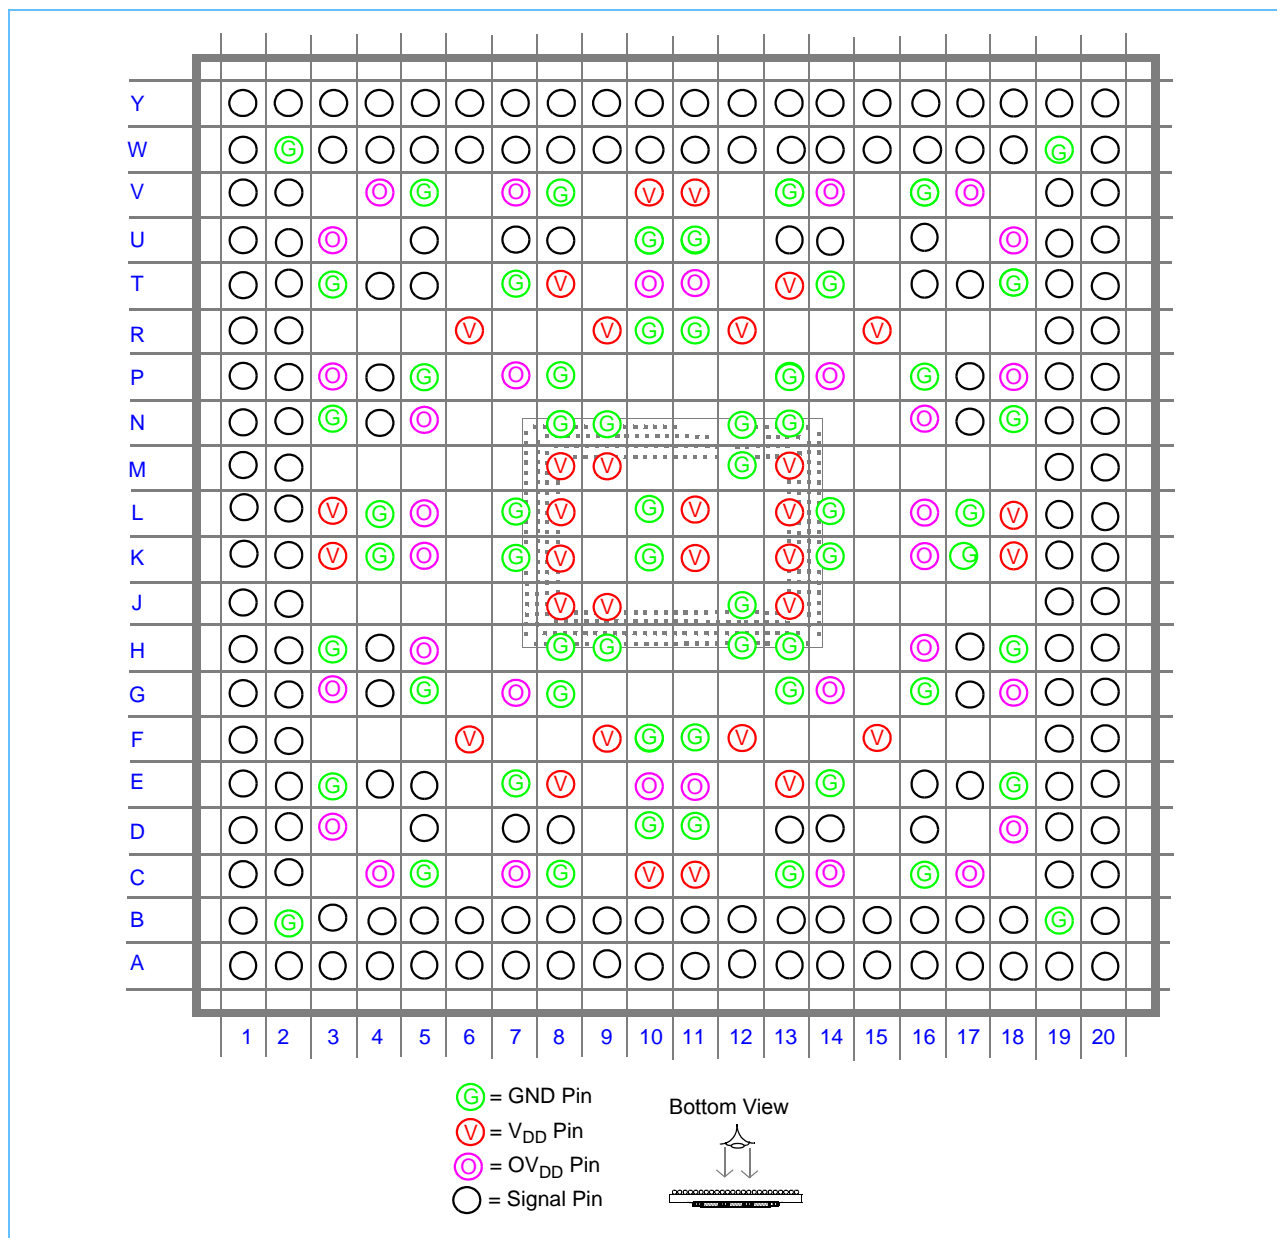 Y
W G G
V O G O G V V G O G O
U O G G O
T G G V O O V G G
R V V G G V V
P O G O G G O G O
N G O G G G G O G
M V V G V
L V G O G V G V V G O G V
K V G O G V G V V G O G V
J V V G V
H G O G G G G O G
G O G O G G O G O
F V V G G V V
E G G V O O V G G
D O G G O
C O G O G V V G O G O
B G G
A
1 2 3 4 5 6 7 8 9 10 11 12 13 14 15 16 17 18 19 20
G = GND Pin
V = VDD Pin
O = OVDD Pin
= Signal Pin
Bottom View